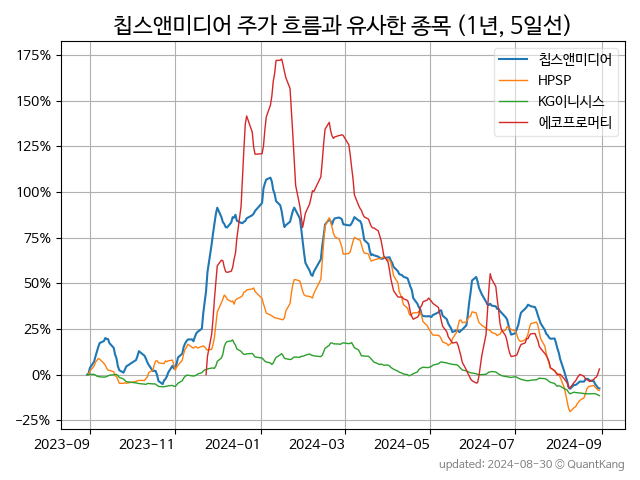 칩스앤미디어 주가 흐름과 유사한 종목 (1년, 5일선)
칩스앤미디어
HPSP
KG이니시스
에코프로머티
175%
150%
125%
100%
75%
50%
25%
0%
−25%
2023-09 2023-11 2024-01 2024-03 2024-05 2024-07 2024-09
updated: 2024-08-30 © QuantKang